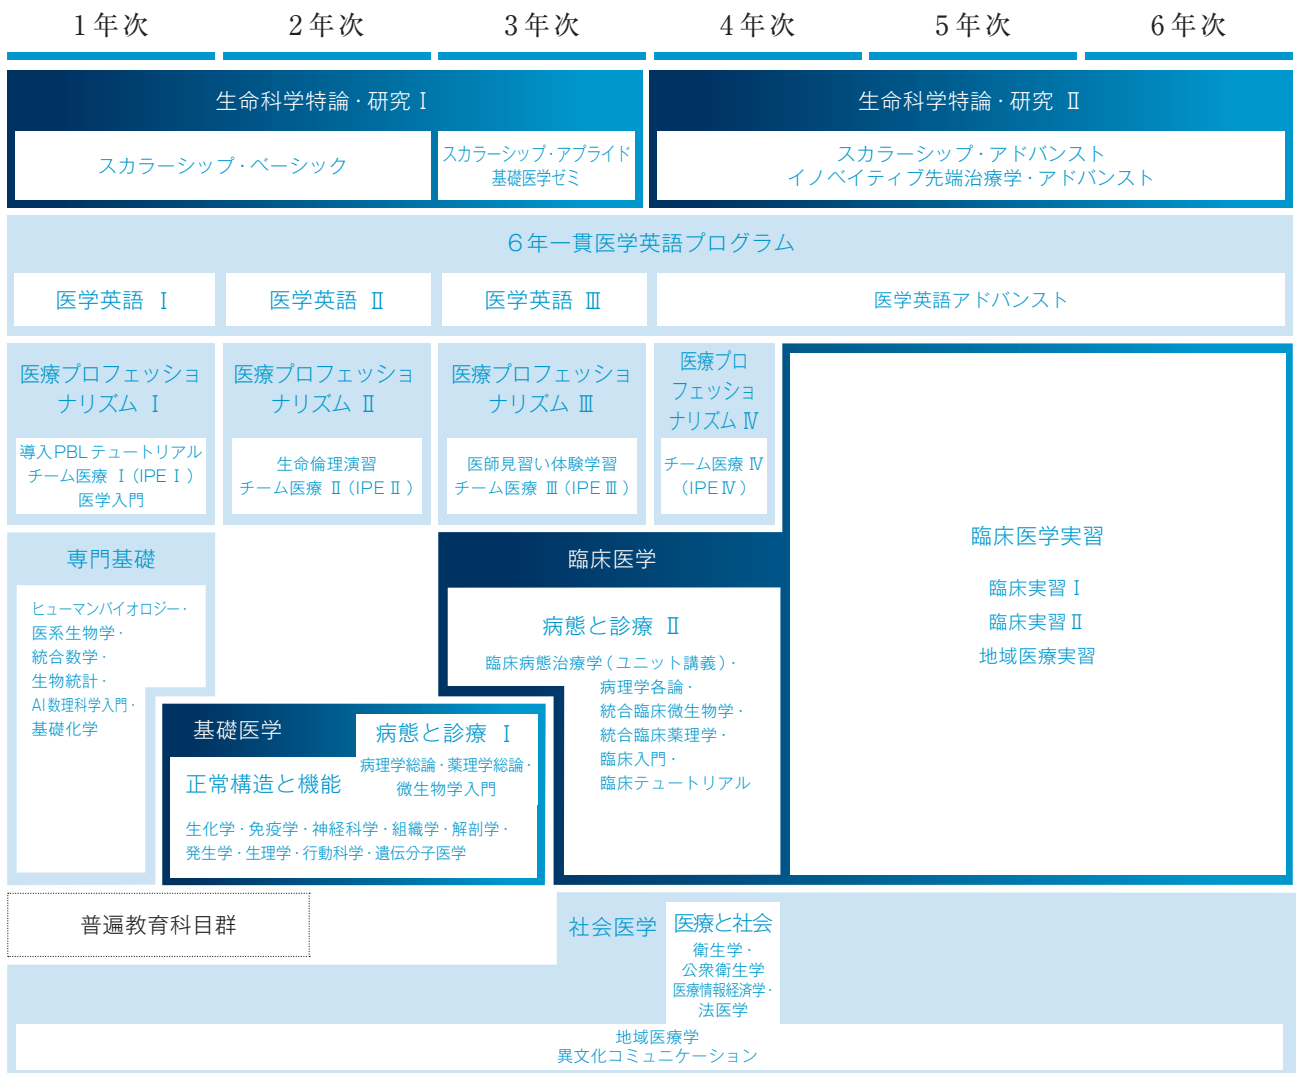 1年次
2年次
3年次
4年次
5年次
6年次
生命科学特論・研究Ⅰ
生命科学特論・研究 Ⅱ
スカラーシップ・ベーシック
スカラーシップ・アプライド
基礎医学ゼミ
スカラーシップ・アドバンスト
イノベイティブ先端治療学・アドバンスト
6年一貫医学英語プログラム
医学英語 Ⅰ
医学英語 Ⅱ
医学英語 Ⅲ
医学英語アドバンスト
医療プロフェッショ
ナリズム Ⅰ
導入PBLテュートリアル
チーム医療 Ⅰ(IPEⅠ)
医学入門
医療プロフェッショ
ナリズム Ⅱ
生命倫理演習
チーム医療 Ⅱ(IPEⅡ)
医療プロフェッショ
ナリズム Ⅲ
医師見習い体験学習
チーム医療 Ⅲ(IPEⅢ)
医療プロ
フェッショ
ナリズム Ⅳ
チーム医療 Ⅳ
(IPEⅣ)
臨床医学実習
臨床実習Ⅰ
臨床実習Ⅱ
地域医療実習
専門基礎
ヒューマンバイオロジー・
医系生物学・
統合数学・
生物統計・
AI数理科学入門・
基礎化学
臨床医学
病態と診療 Ⅱ
臨床病態治療学(ユニット講義)・
病理学各論・
統合臨床微生物学・
統合臨床薬理学・
臨床入門・
臨床テュートリアル
基礎医学
病態と診療 Ⅰ
病理学総論・薬理学総論・
微生物学入門
正常構造と機能
生化学・免疫学・神経科学・組織学・解剖学・
発生学・生理学・行動科学・遺伝分子医学
普遍教育科目群
社会医学
医療と社会
衛生学・
公衆衛生学
医療情報経済学・
法医学
地域医療学
異文化コミュニケーション